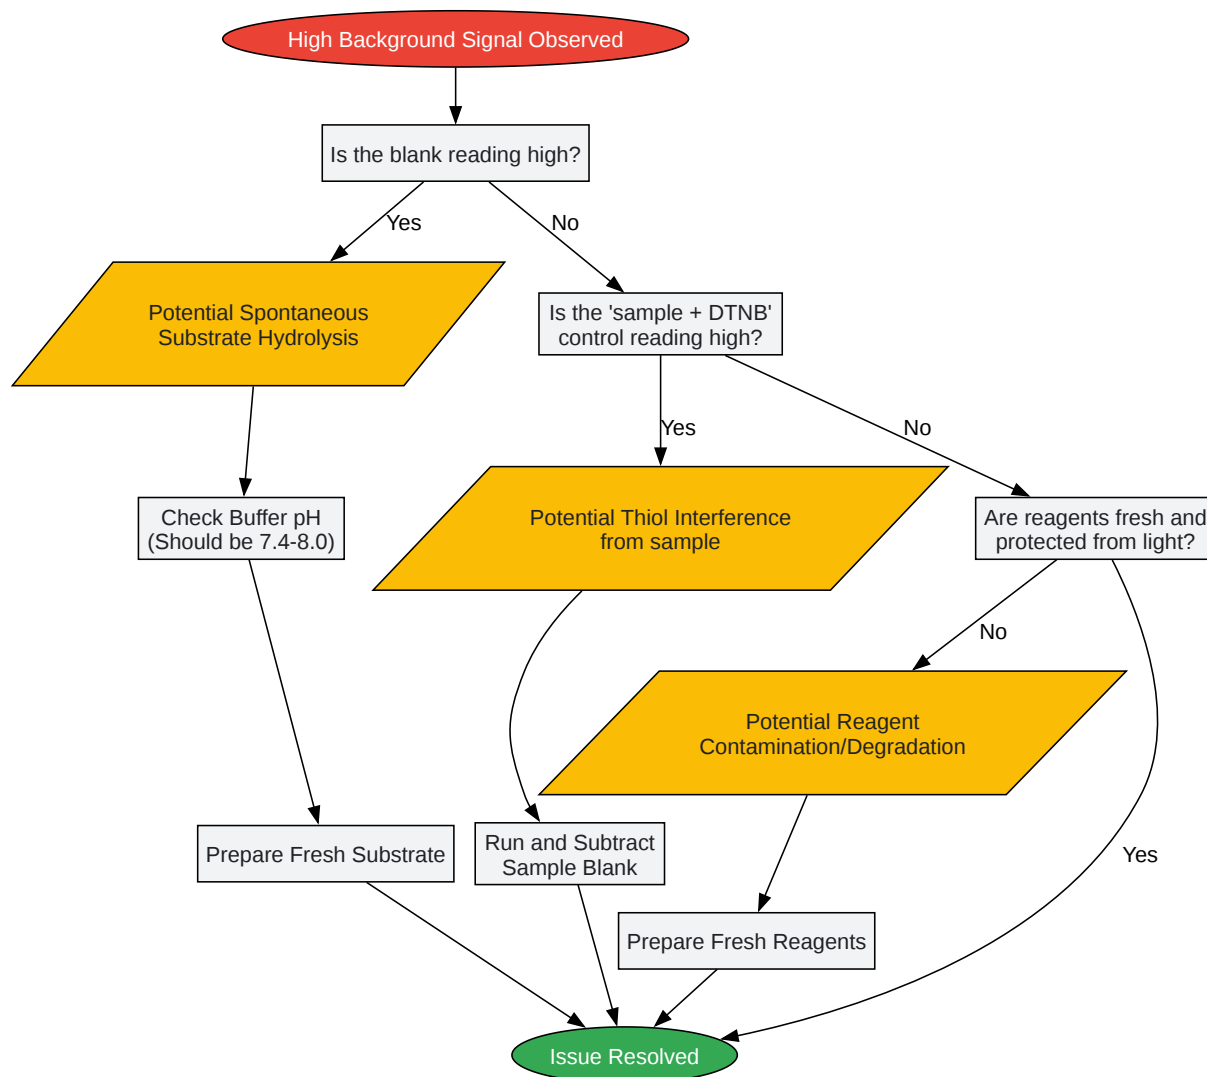 High Background Signal Observed
Is the blank reading high?
Yes
No
Potential Spontaneous
Substrate Hydrolysis
Is the 'sample + DTNB'
control reading high?
Yes
No
Check Buffer pH
(Should be 7.4-8.0)
Potential Thiol Interference
from sample
Are reagents fresh and
protected from light?
No
Potential Reagent
Contamination/Degradation
Prepare Fresh Substrate
Run and Subtract
Sample Blank
Yes
Prepare Fresh Reagents
Issue Resolved